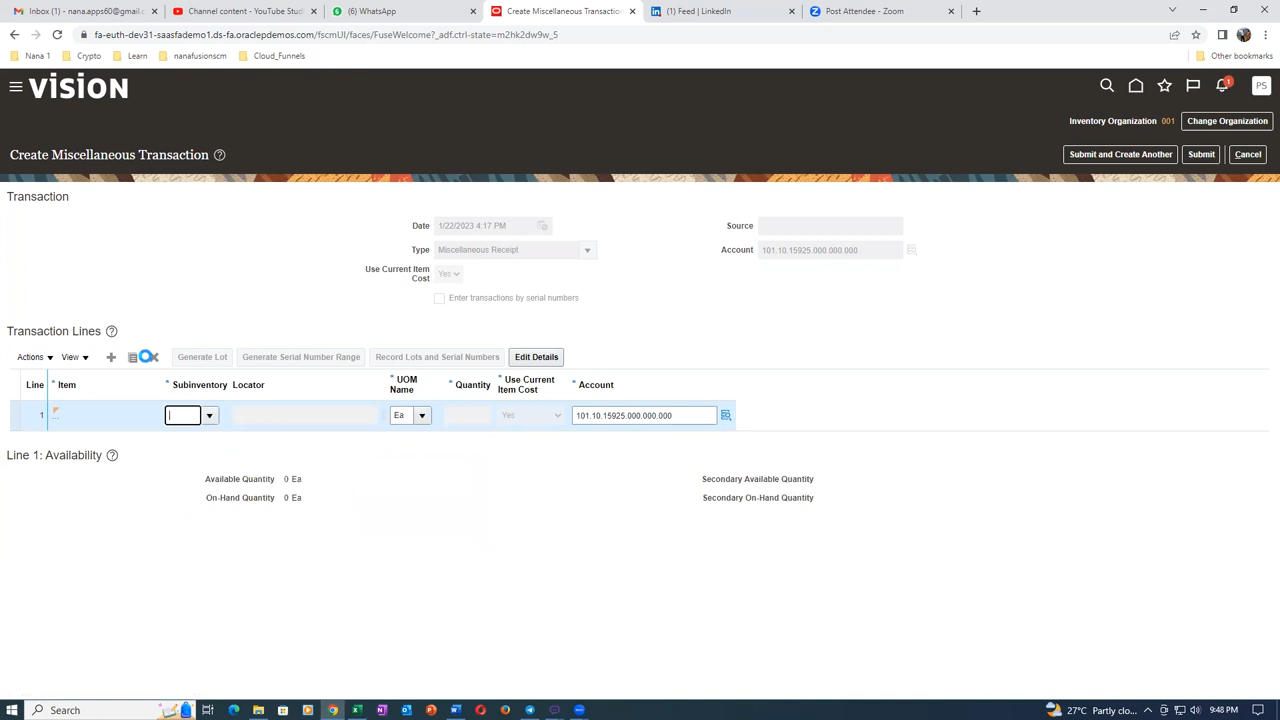 Inbox (1) - nana.apps60@gmail.c
Channel content - YouTube Studi
(6) WhatsApp
Create Miscellaneous Transaction
(1) Feed | LinkedIn
Post Attendee - Zoom
fa-euth-dev31-saasfademo1.ds-fa.oraclepdemos.com/fscmUI/faces/FuseWelcome?_adf.ctrl-state=m2hk2dw9w_5
Nana 1
Crypto
Learn
nanafusionscm
Cloup_Funnels
Other bookmarks
VISION
1
PS
Inventory Organization 001
Change Organization
Create Miscellaneous Transaction
Submit and Create Another
Submit
Cancel
Transaction
Date 1/22/2023 4:17 PM
Source
Type Miscellaneous Receipt
Account 101.10.15925.000.000.000
Use Current Item
Cost
Yes
Enter transactions by serial numbers
Transaction Lines
Actions
View
Generate Lot
Generate Serial Number Range
Record Lots and Serial Numbers
Edit Details
Line
* Item
* Subinventory
Locator
* UOM
Name
* Quantity
* Use Current
Item Cost
* Account
1
...
Ea
Yes
101.10.15925.000.000.000
Line 1: Availability
Available Quantity 0 Ea
Secondary Available Quantity
On-Hand Quantity 0 Ea
Secondary On-Hand Quantity
Search
27°C Partly clo...
9:48 PM